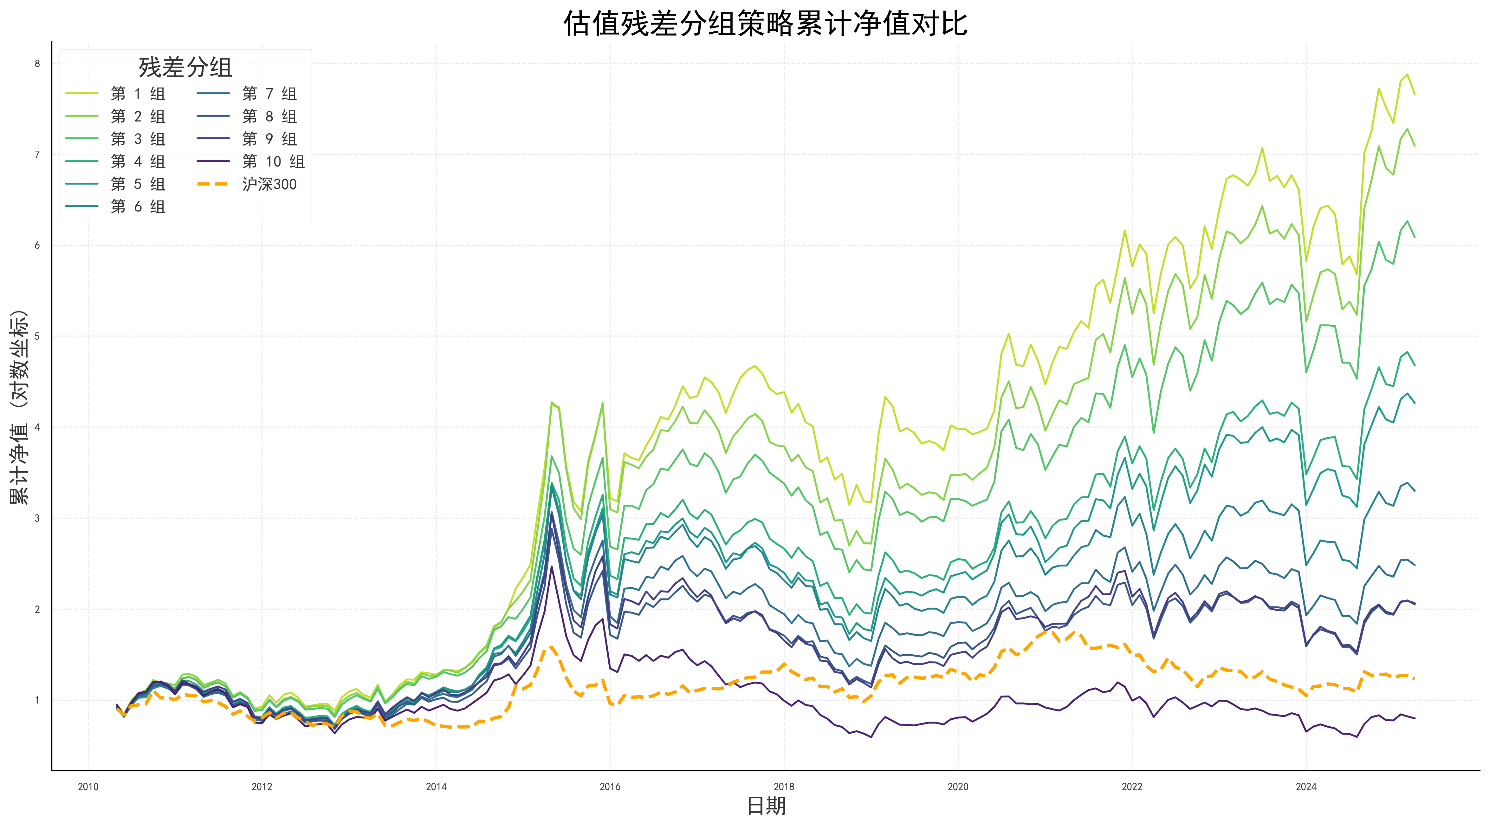 估值残差分组策略累计净值对比
残差分组
第 1 组
第 2 组
第 3 组
第 4 组
第 5 组
第 6 组
第 7 组
第 8 组
第 9 组
第 10 组
沪深300
累计净值 (对数坐标)
8
7
6
5
4
3
2
1
2010
2012
2014
2016
2018
2020
2022
2024
日期